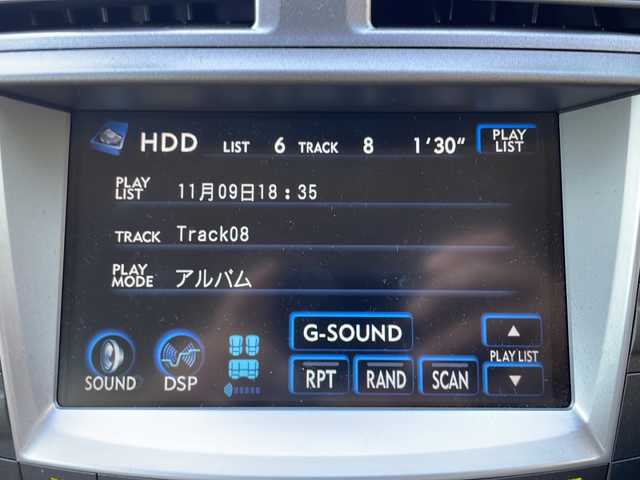 HDD LIST 6 TRACK 8 1'30" PLAY LIST
PLAY LIST 11月09日18:35
TRACK Track08
PLAY MODE アルバム
G-SOUND
SOUND DSP RPT RAND SCAN PLAY LIST